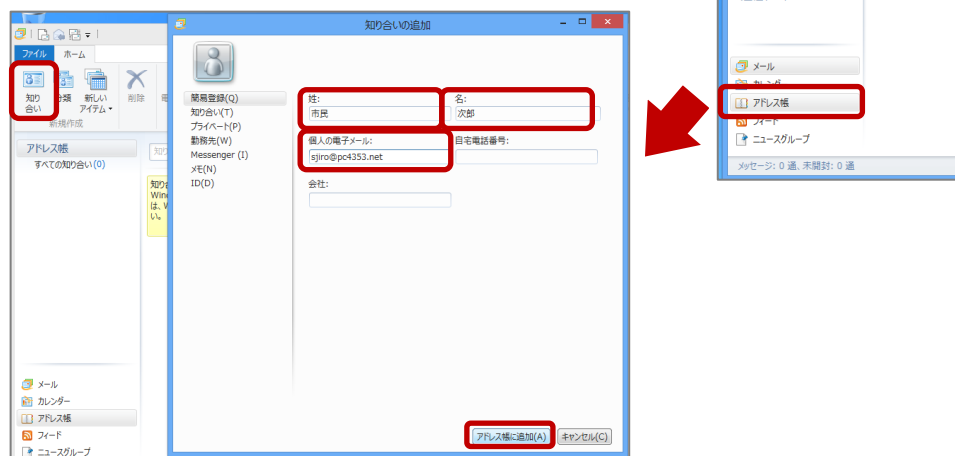 知り合いの追加
ファイル ホーム
知り合い
分類
新しいアイテム
削除
新規作成
アドレス帳
すべての知り合い (0)
簡易登録(Q)
知り合い(T)
プライベート(P)
勤務先(W)
Messenger (I)
メモ(N)
ID(D)
姓:
市民
名:
次郎
個人の電子メール:
sjiro@pc4353.net
自宅電話番号:
会社:
アドレス帳に追加(A)
キャンセル(C)
メール
カレンダー
アドレス帳
フィード
ニュースグループ
メール
アドレス帳
フィード
ニュースグループ
メッセージ: 0 通、未開封: 0 通